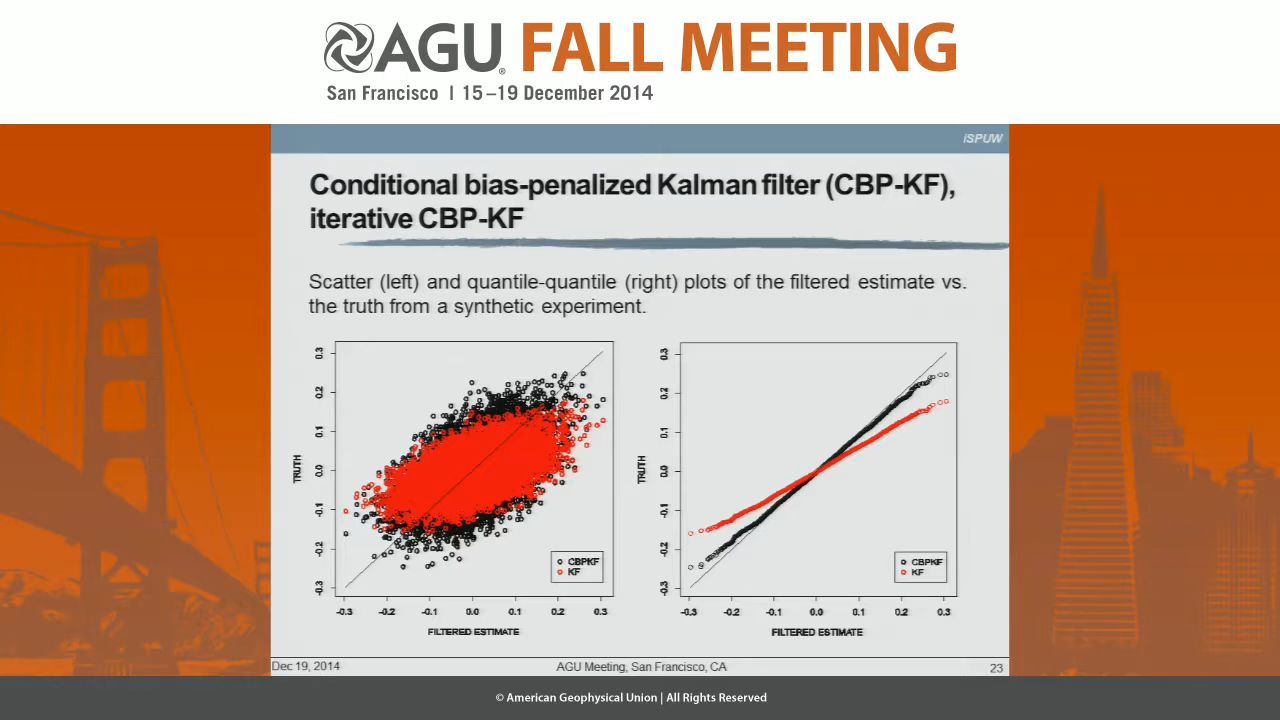 AGU FALL MEETING
San Francisco | 15–19 December 2014
iSPUW
Conditional bias-penalized Kalman filter (CBP-KF),
iterative CBP-KF
Scatter (left) and quantile-quantile (right) plots of the filtered estimate vs.
the truth from a synthetic experiment.
TRUTH
0.3
0.2
0.1
0.0
-0.1
-0.2
-0.3
CBPKF
KF
-0.3 -0.2 -0.1 0.0 0.1 0.2 0.3
FILTERED ESTIMATE
TRUTH
0.3
0.2
0.1
0.0
-0.1
-0.2
-0.3
CBPKF
KF
-0.3 -0.2 -0.1 0.0 0.1 0.2 0.3
FILTERED ESTIMATE
Dec 19, 2014 AGU Meeting, San Francisco, CA 23
© American Geophysical Union | All Rights Reserved